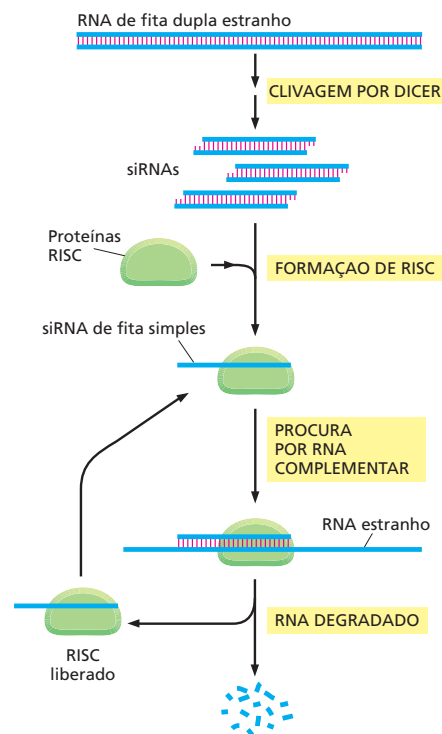 RNA de fita dupla estranho
CLIVAGEM POR DICER
siRNAs
Proteínas
RISC
FORMAÇAO DE RISC
siRNA de fita simples
PROCURA
POR RNA
COMPLEMENTAR
RNA estranho
RNA DEGRADADO
RISC
liberado